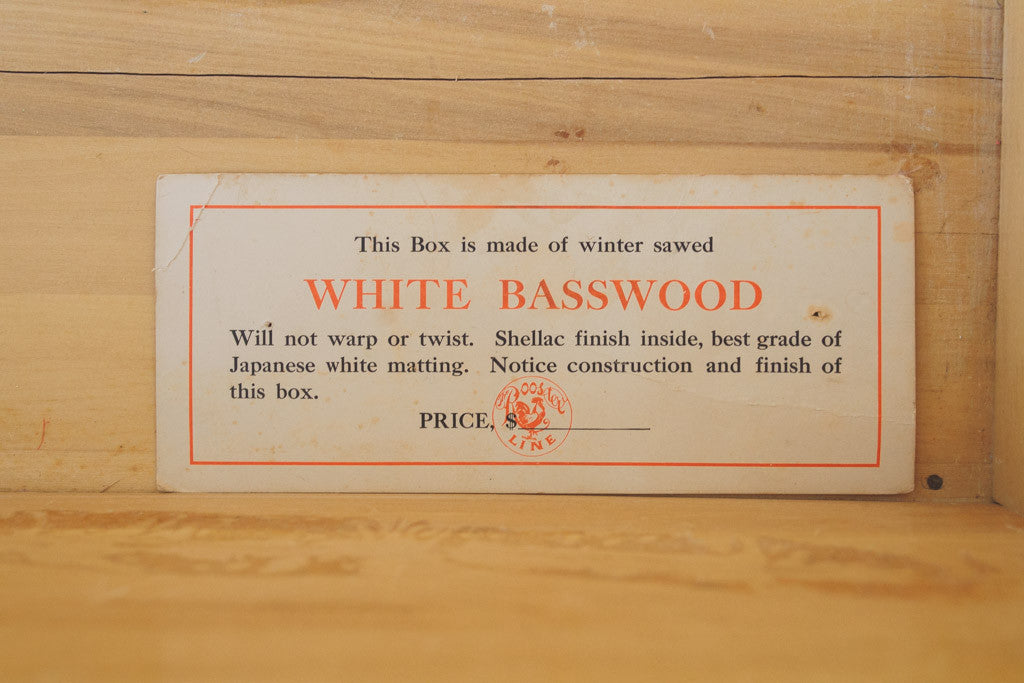 This Box is made of winter sawed
WHITE BASSWOOD
Will not warp or twist. Shellac finish inside, best grade of
Japanese white matting. Notice construction and finish of
this box.
The Rooster
LINE
PRICE, $